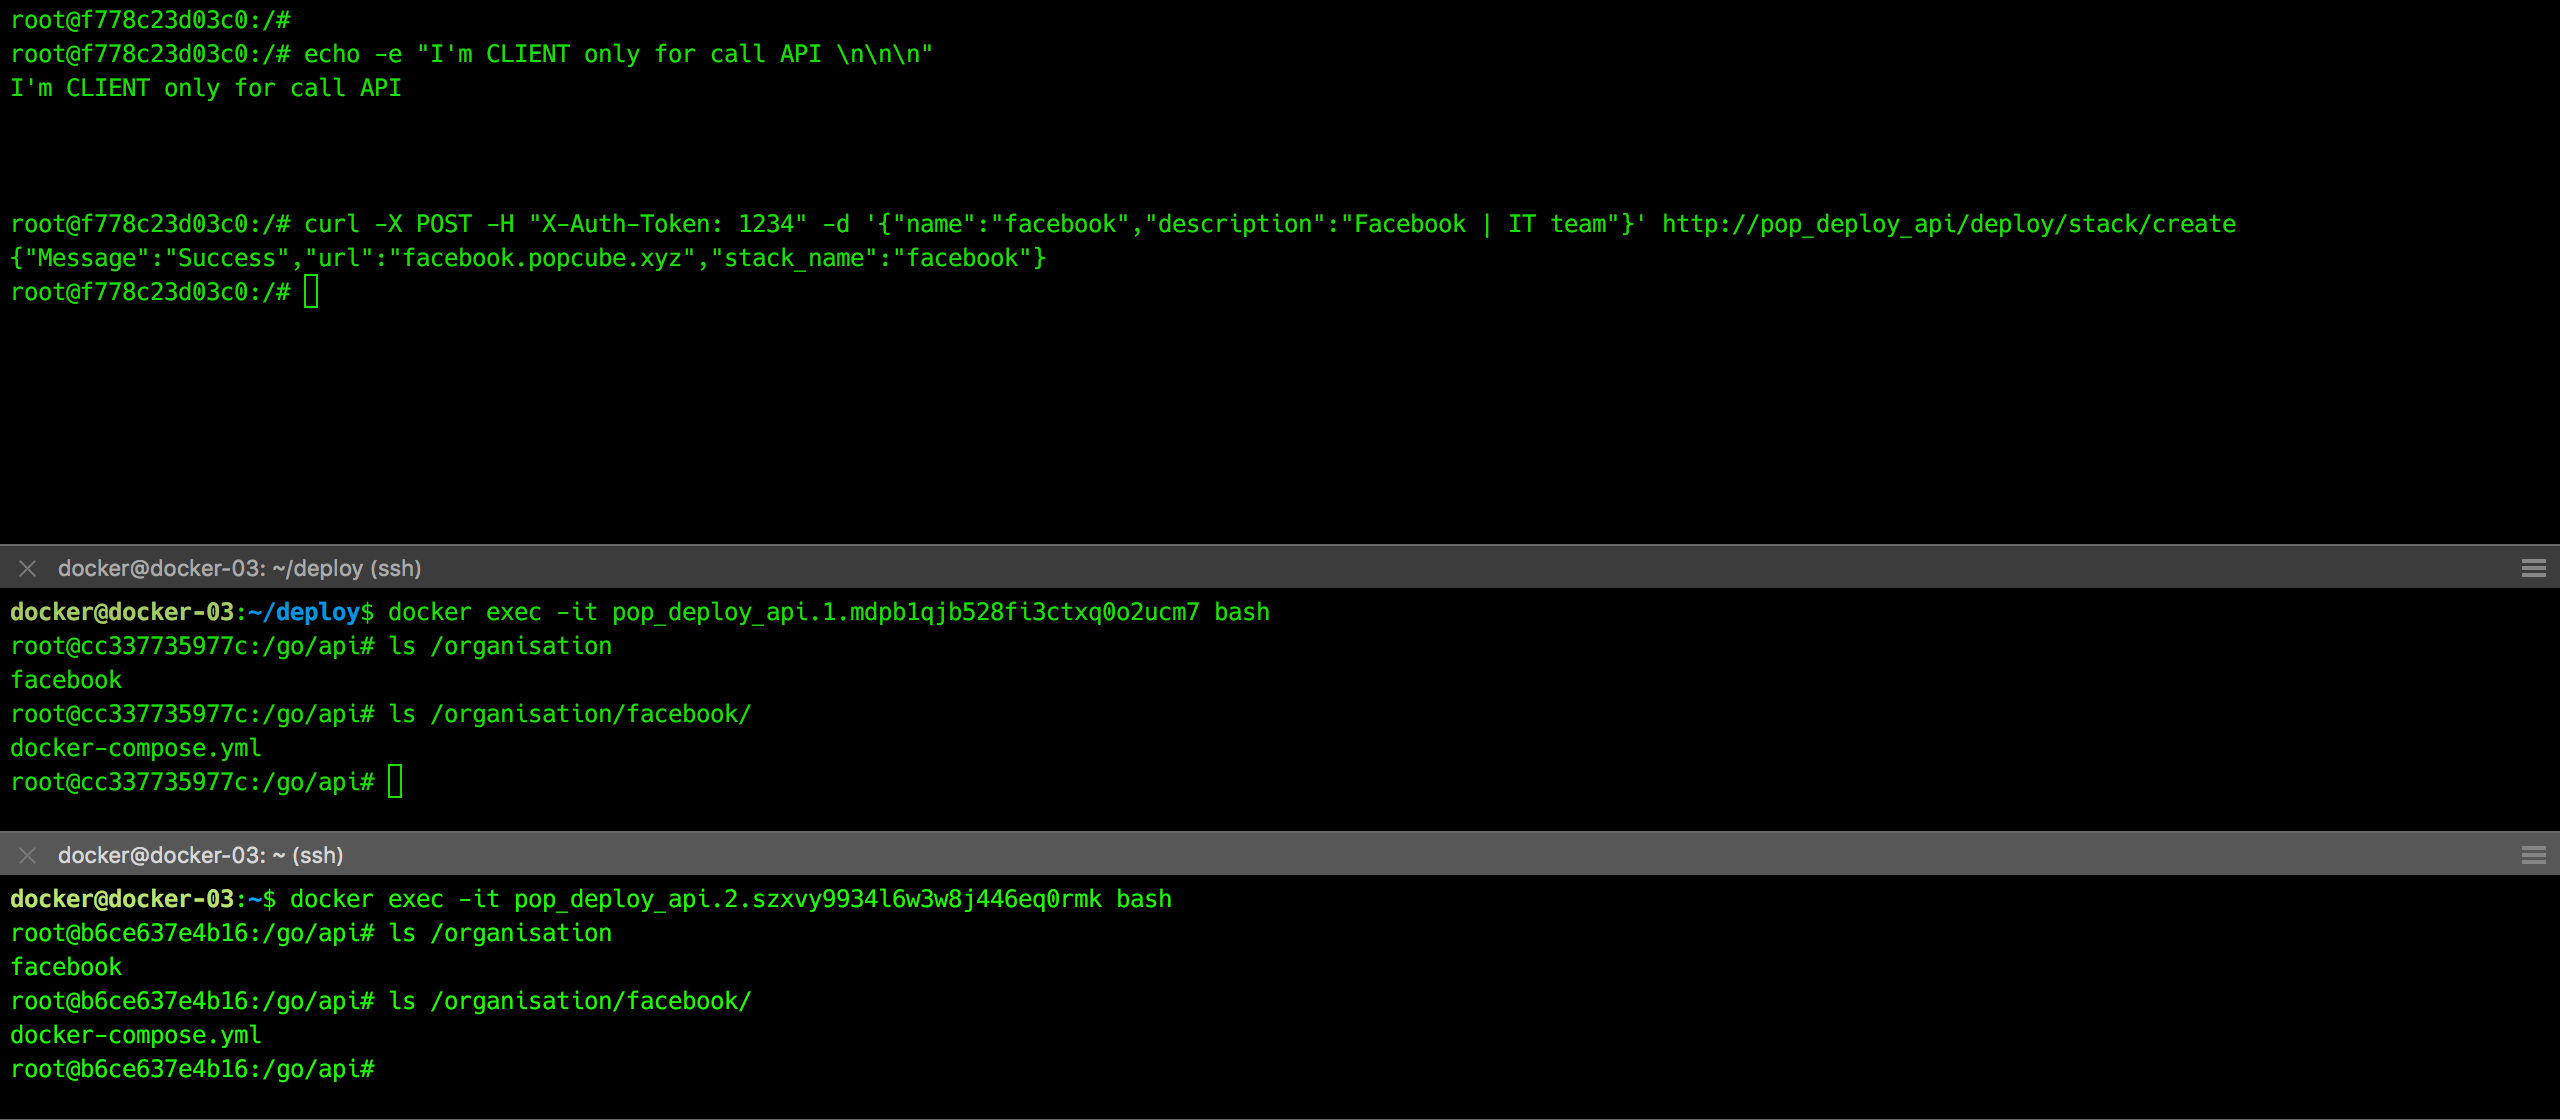 root@f778c23d03c0:/#
root@f778c23d03c0:/# echo -e "I'm CLIENT only for call API \n\n\n"
I'm CLIENT only for call API
root@f778c23d03c0:/# curl -X POST -H "X-Auth-Token: 1234" -d '{"name":"facebook","description":"Facebook | IT team"}' http://pop_deploy_api/deploy/stack/create
{"Message":"Success","url":"facebook.popcube.xyz","stack_name":"facebook"}
root@f778c23d03c0:/#
docker@docker-03: ~/deploy (ssh)
docker@docker-03:~/deploy$ docker exec -it pop_deploy_api.1.mdpb1qjb528fi3ctxq0o2ucm7 bash
root@cc337735977c:/go/api# ls /organisation
facebook
root@cc337735977c:/go/api# ls /organisation/facebook/
docker-compose.yml
root@cc337735977c:/go/api#
docker@docker-03: ~ (ssh)
docker@docker-03:~$ docker exec -it pop_deploy_api.2.szxvy9934l6w3w8j446eq0rmk bash
root@b6ce637e4b16:/go/api# ls /organisation
facebook
root@b6ce637e4b16:/go/api# ls /organisation/facebook/
docker-compose.yml
root@b6ce637e4b16:/go/api#